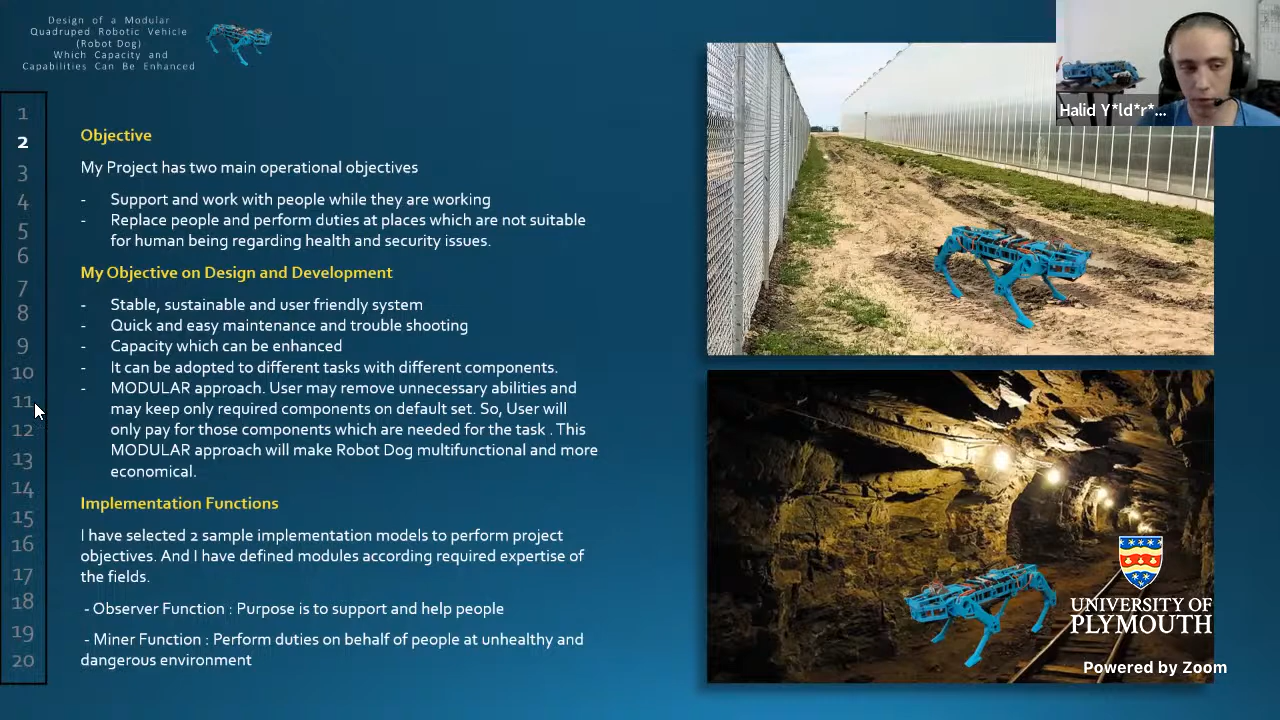 Design of a Modular
Quadruped Robotic Vehicle
(Robot Dog)
Which Capacity and
Capabilities Can Be Enhanced
Halid Y*ld*r*...
1
2
3
4
5
6
7
8
9
10
11
12
13
14
15
16
17
18
19
20
Objective
My Project has two main operational objectives
- Support and work with people while they are working
- Replace people and perform duties at places which are not suitable
for human being regarding health and security issues.
My Objective on Design and Development
- Stable, sustainable and user friendly system
- Quick and easy maintenance and trouble shooting
- Capacity which can be enhanced
- It can be adopted to different tasks with different components.
- MODULAR approach. User may remove unnecessary abilities and
may keep only required components on default set. So, User will
only pay for those components which are needed for the task . This
MODULAR approach will make Robot Dog multifunctional and more
economical.
Implementation Functions
I have selected 2 sample implementation models to perform project
objectives. And I have defined modules according required expertise of
the fields.
- Observer Function : Purpose is to support and help people
- Miner Function : Perform duties on behalf of people at unhealthy and
dangerous environment
UNIVERSITY OF
PLYMOUTH
Powered by Zoom